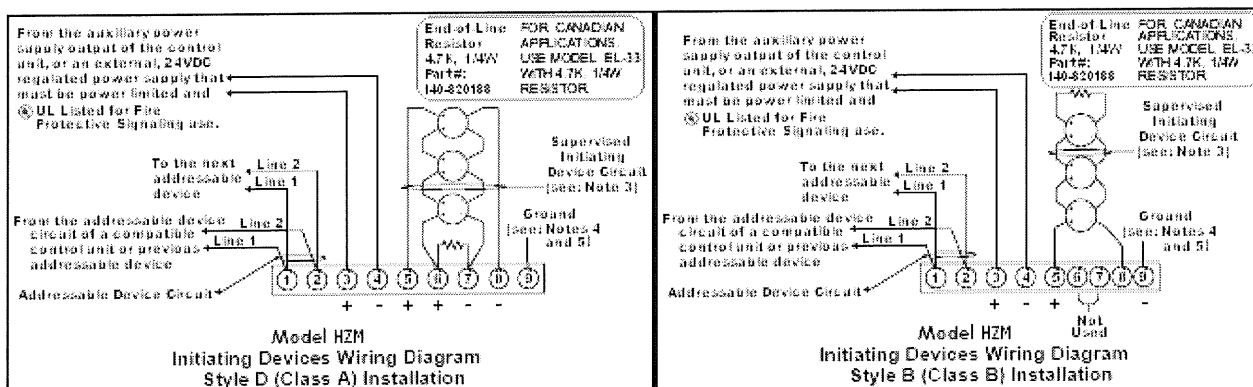 From the auxiliary power
supply output of the control
unit, or an external, 24VDC
regulated power supply that
must be power limited and
UL Listed for Fire
Protective Signaling use.
End-of-Line
Resistor
4.7K, 1/4W
Part#:
140-820188
FOR CANADIAN
APPLICATIONS,
USE MODEL EL-33
WITH 4.7K, 1/4W
RESISTOR
Supervised
Initiating
Device Circuit
(see: Note 3)
To the next
addressable
device
Line 2
Line 1
From the addressable device
circuit of a compatible
control unit or previous
addressable device
Line 2
Line 1
Ground
(see: Notes 4
and 5)
Addressable Device Circuit
1 2 3 4 5 6 7 8 9
+ - + + - -
Model HZM
Initiating Devices Wiring Diagram
Style D (Class A) Installation
From the auxiliary power
supply output of the control
unit, or an external, 24VDC
regulated power supply that
must be power limited and
UL Listed for Fire
Protective Signaling use.
End-of-Line
Resistor
4.7K, 1/4W
Part#:
140-820188
FOR CANADIAN
APPLICATIONS,
USE MODEL EL-33
WITH 4.7K, 1/4W
RESISTOR
Supervised
Initiating
Device Circuit
(see: Note 3)
To the next
addressable
device
Line 2
Line 1
From the addressable device
circuit of a compatible
control unit or previous
addressable device
Line 2
Line 1
Ground
(see: Notes 4
and 5)
Addressable Device Circuit
1 2 3 4 5 6 7 8 9
+ - + -
Not
Used
Model HZM
Initiating Devices Wiring Diagram
Style B (Class B) Installation